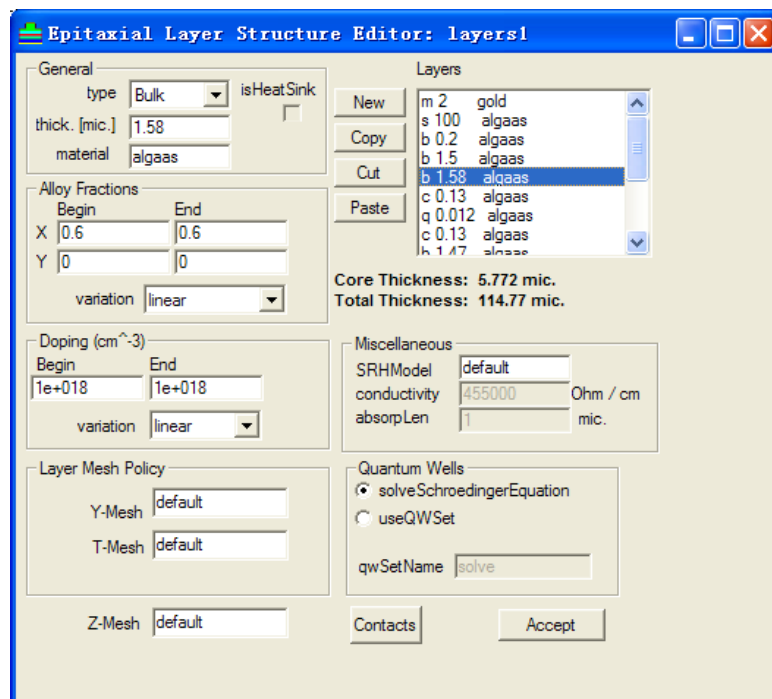 Epitaxial Layer Structure Editor: layers1
General
type Bulk isHeatSink
thick. [mic.] 1.58
material algaas
New
Copy
Cut
Paste
Layers
m 2 gold
s 100 algaas
b 0.2 algaas
b 1.5 algaas
b 1.58 algaas
c 0.13 algaas
q 0.012 algaas
c 0.13 algaas
b 1.47 algaas
Core Thickness: 5.772 mic.
Total Thickness: 114.77 mic.
Alloy Fractions
Begin End
X 0.6 0.6
Y 0 0
variation linear
Doping (cm^-3)
Begin End
1e+018 1e+018
variation linear
Miscellaneous
SRHModel default
conductivity 455000 Ohm / cm
absorpLen 1 mic.
Layer Mesh Policy
Y-Mesh default
T-Mesh default
Quantum Wells
solveSchroedingerEquation
useQWSet
qwSetName solve
Z-Mesh default
Contacts
Accept